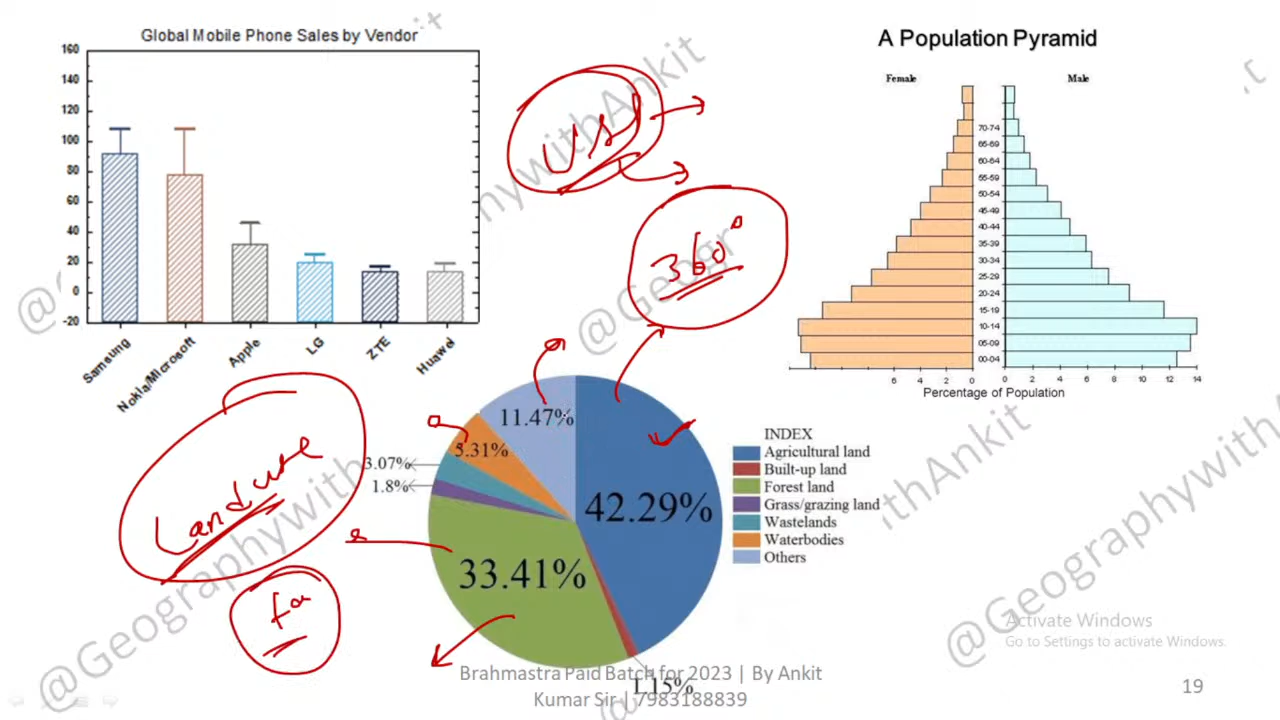 Global Mobile Phone Sales by Vendor
160
140
120
100
80
60
40
20
0
-20
Samsung
Nokia/Microsoft
Apple
LG
ZTE
Huawei
USA
360°
A Population Pyramid
Female
Male
70-74
65-69
60-64
55-59
50-54
45-49
40-44
35-39
30-34
25-29
20-24
15-19
10-14
05-09
00-04
6 4 2 0 0 2 4 6 8 10 12 14
Percentage of Population
Landuse
11.47%
5.31%
3.07%
1.8%
42.29%
33.41%
1.15%
INDEX
Agricultural land
Built-up land
Forest land
Grass/grazing land
Wastelands
Waterbodies
Others
@GeographywithAnkit
Activate Windows
Go to Settings to activate Windows.
Brahmastra Paid Batch for 2023 | By Ankit
Kumar Sir | 7983188839
19